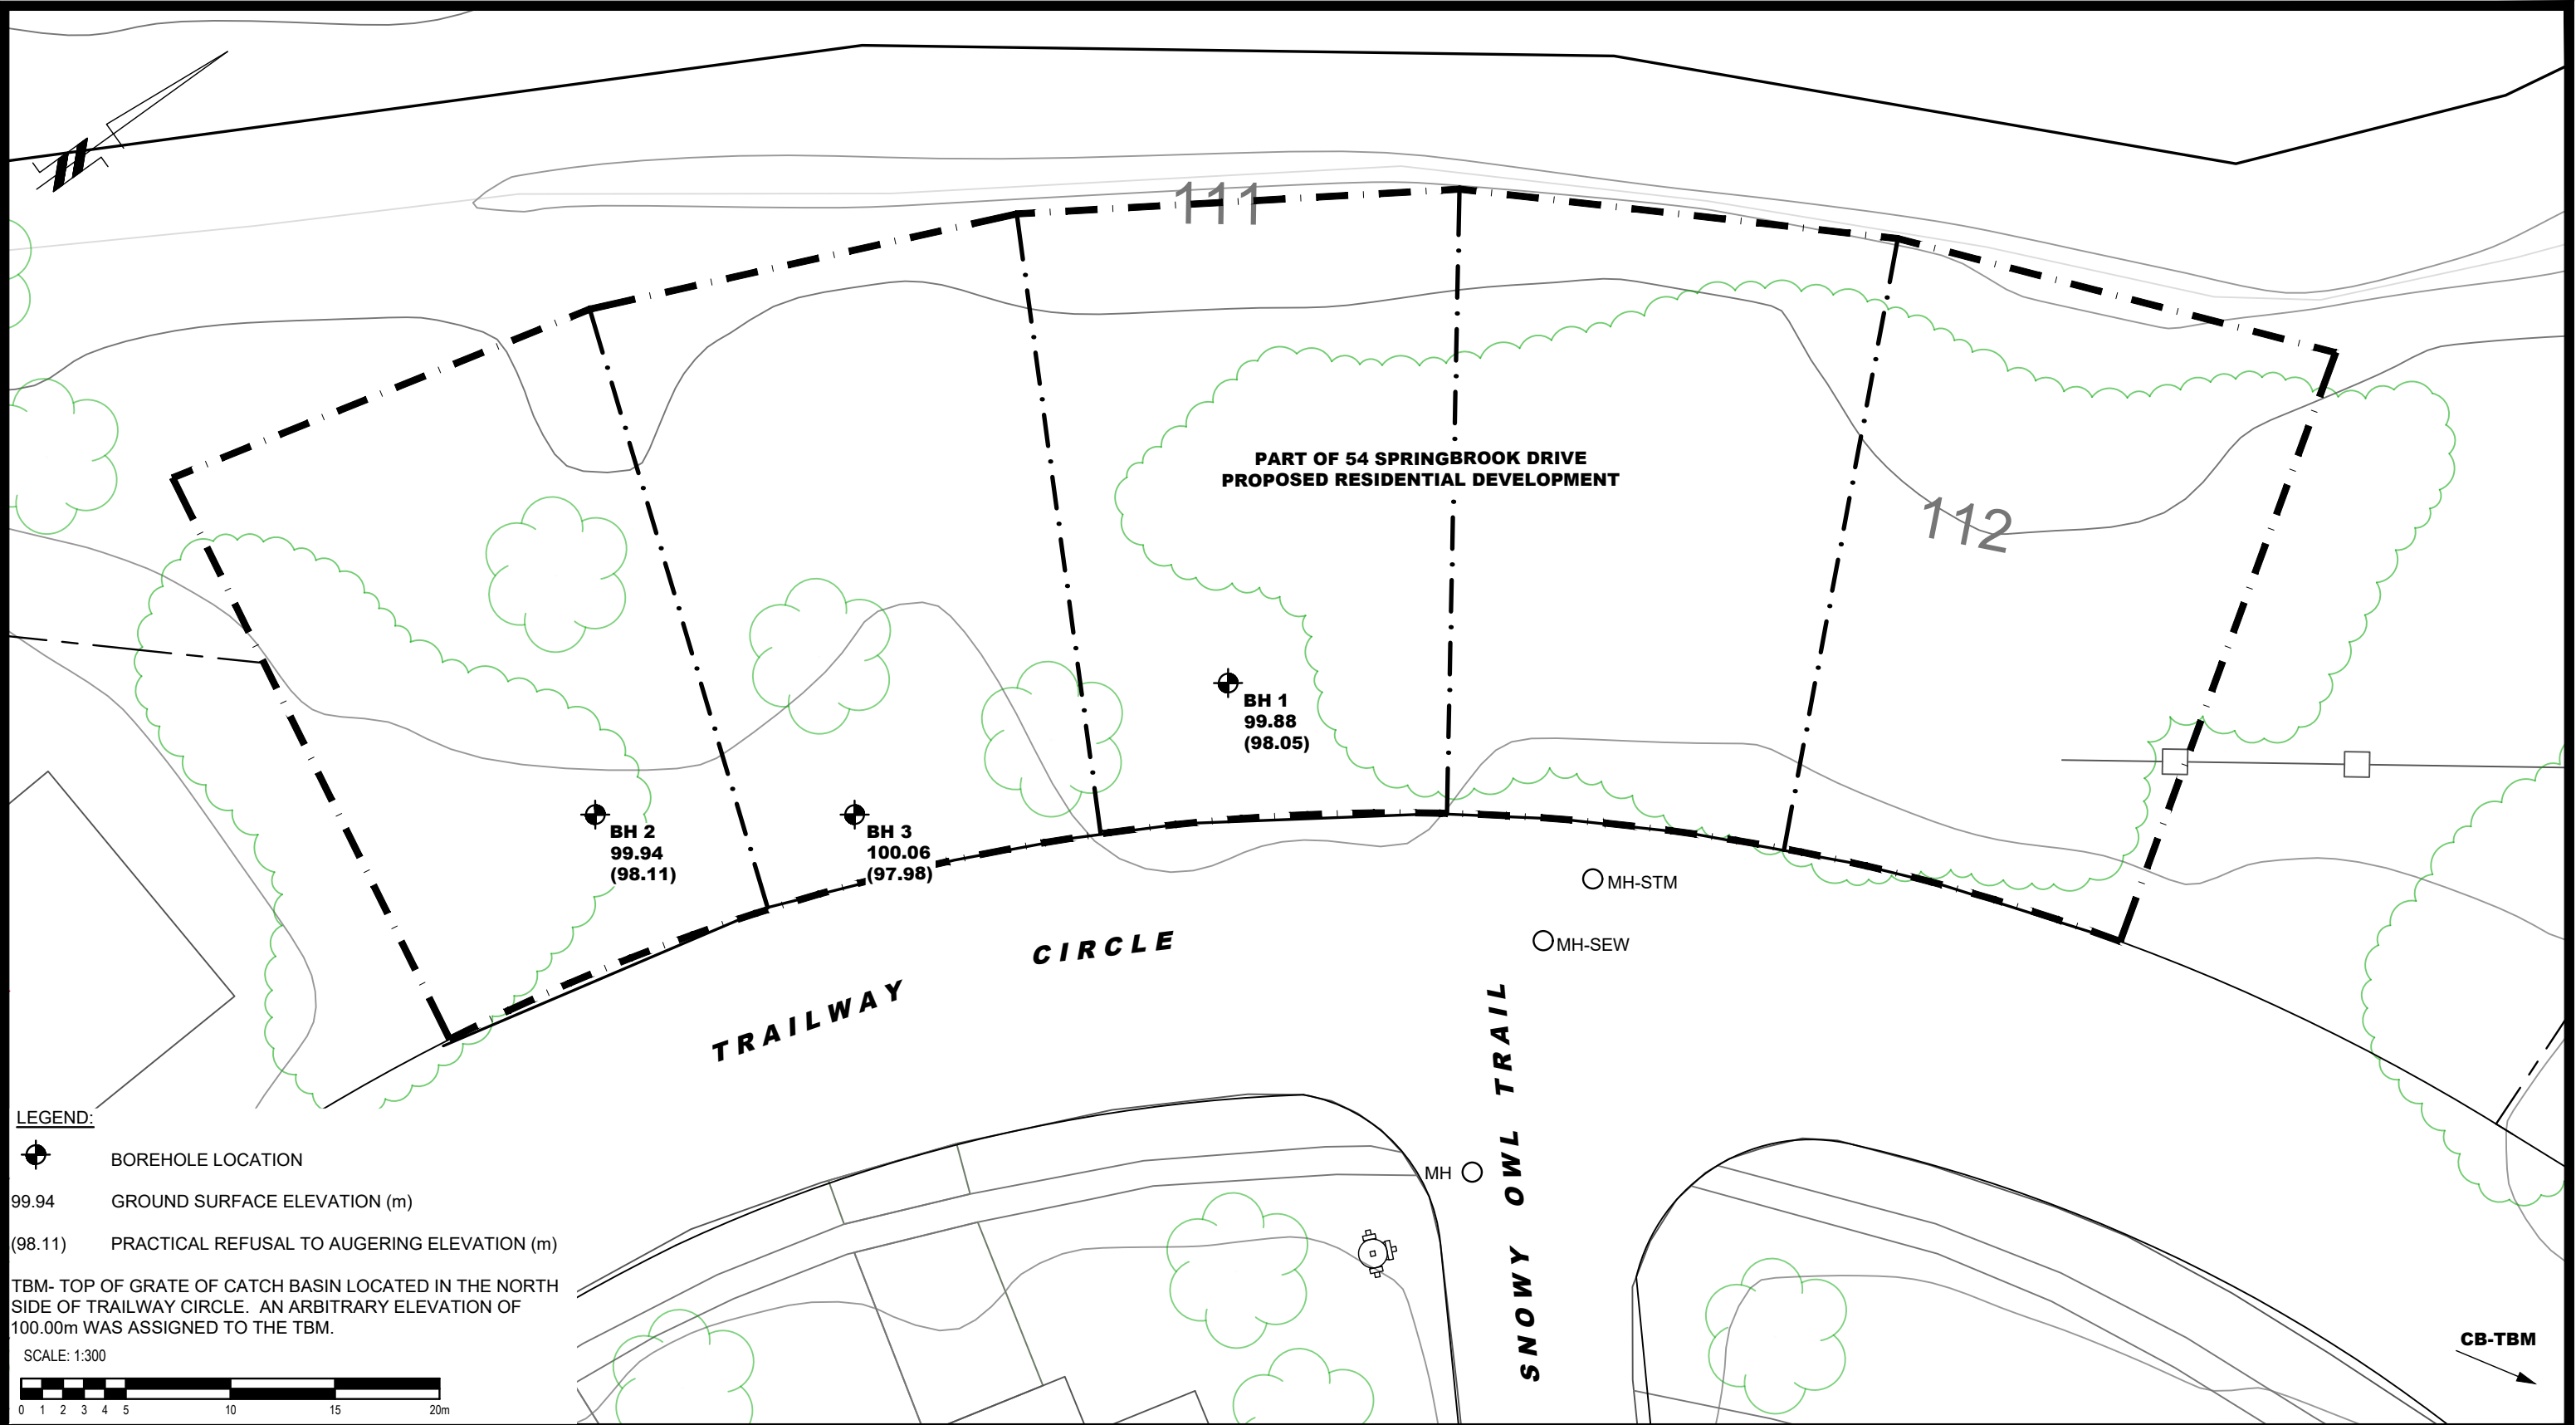 111
PART OF 54 SPRINGBROOK DRIVE
PROPOSED RESIDENTIAL DEVELOPMENT
112
BH 1
99.88
(98.05)
BH 2
99.94
(98.11)
BH 3
100.06
(97.98)
MH-STM
MH-SEW
TRAILWAY CIRCLE
SNOWY OWL TRAIL
MH
CB-TBM
LEGEND:
BOREHOLE LOCATION
99.94 GROUND SURFACE ELEVATION (m)
(98.11) PRACTICAL REFUSAL TO AUGERING ELEVATION (m)
TBM- TOP OF GRATE OF CATCH BASIN LOCATED IN THE NORTH
SIDE OF TRAILWAY CIRCLE. AN ARBITRARY ELEVATION OF
100.00m WAS ASSIGNED TO THE TBM.
SCALE: 1:300
0 1 2 3 4 5 10 15 20m